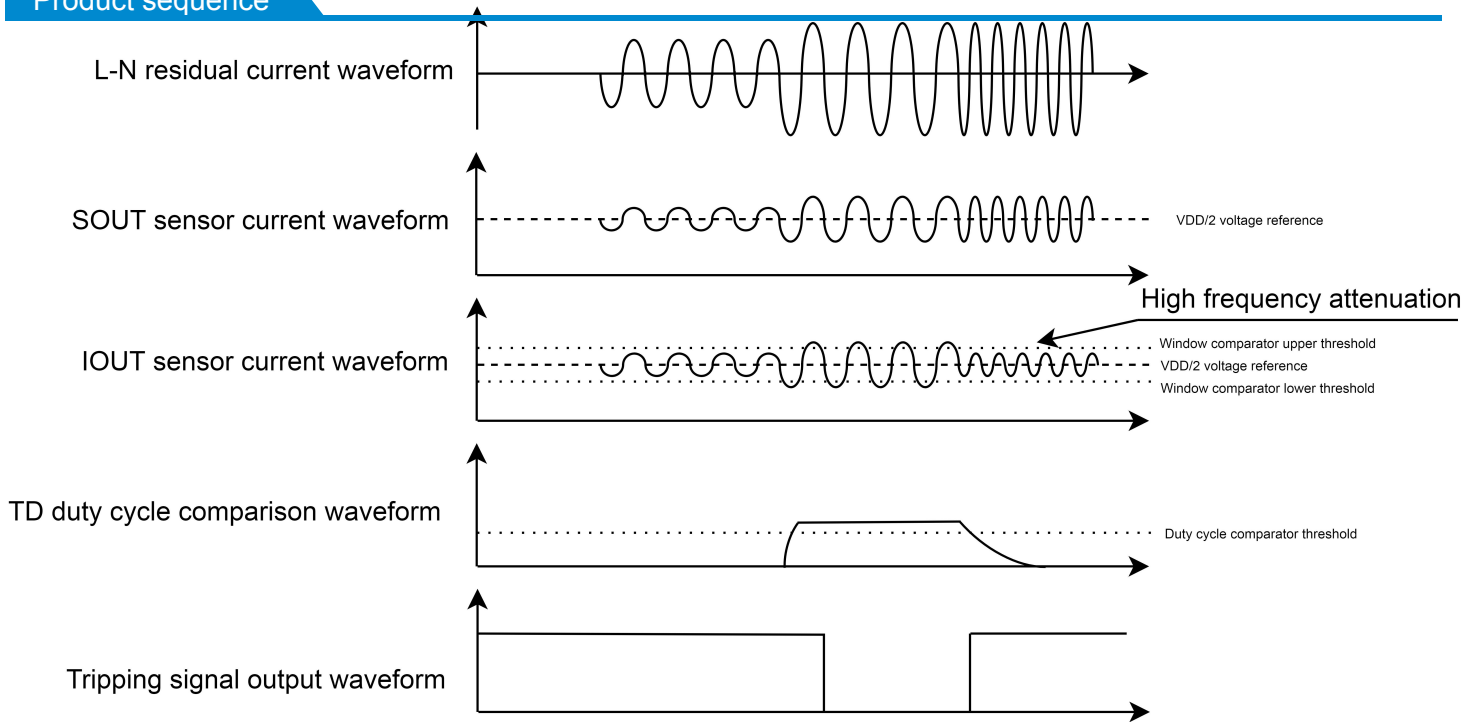 Product sequence
L-N residual current waveform
SOUT sensor current waveform
VDD/2 voltage reference
High frequency attenuation
IOUT sensor current waveform
Window comparator upper threshold
VDD/2 voltage reference
Window comparator lower threshold
TD duty cycle comparison waveform
Duty cycle comparator threshold
Tripping signal output waveform